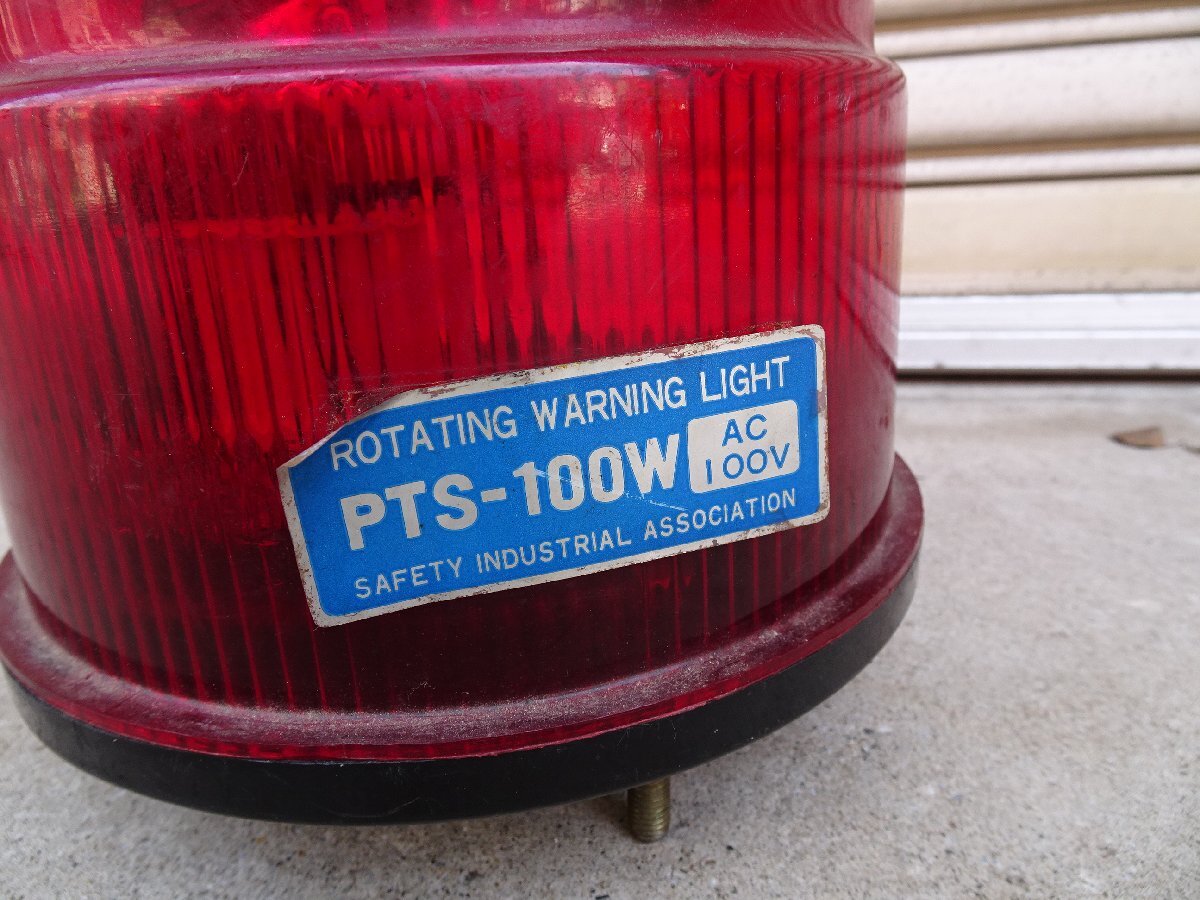 ROTATING WARNING LIGHT
PTS-100W
AC
100V
SAFETY INDUSTRIAL ASSOCIATION